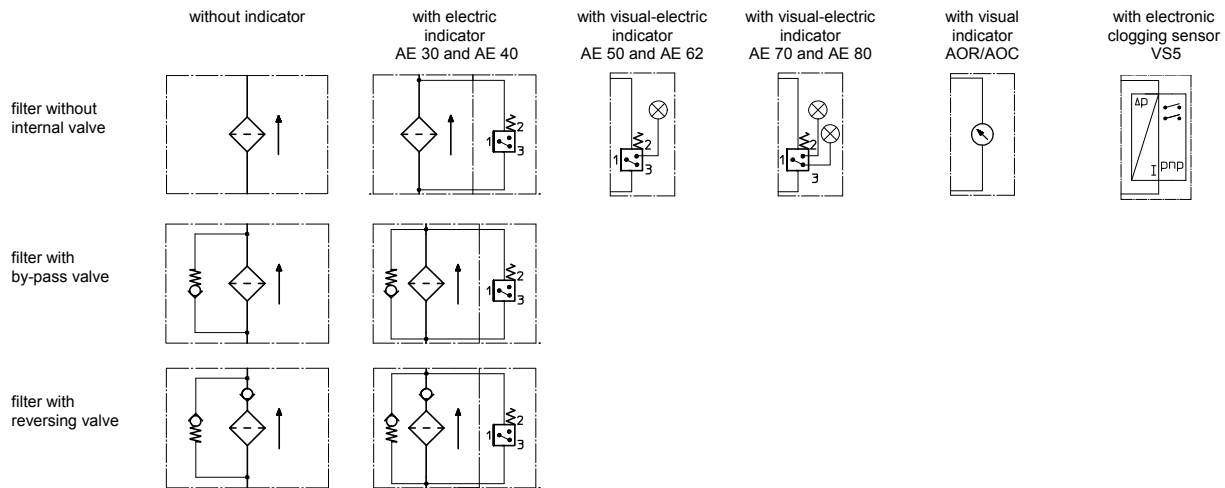 without indicator
with electric
indicator
AE 30 and AE 40
with visual-electric
indicator
AE 50 and AE 62
with visual-electric
indicator
AE 70 and AE 80
with visual
indicator
AOR/AOC
with electronic
clogging sensor
VS5
filter without
internal valve
1
2
3
1
2
3
1
2
3
Δp
I
pnp
filter with
by-pass valve
1
2
3
filter with
reversing valve
1
2
3